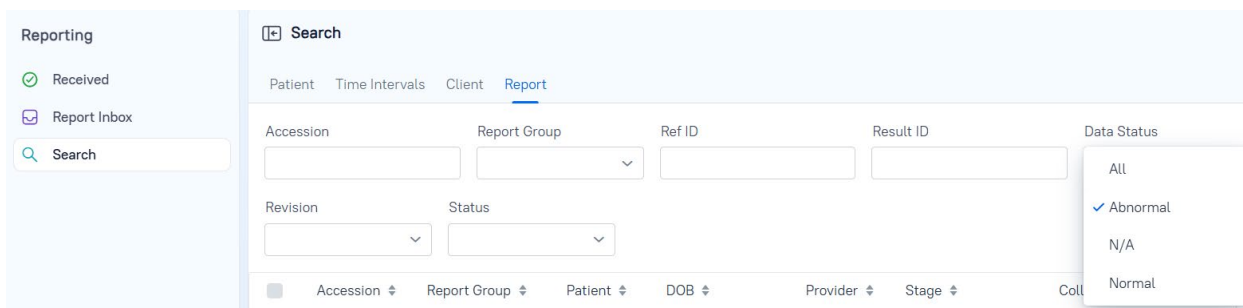 Reporting
Received
Report Inbox
Search
Search
Patient Time Intervals Client Report
Accession Report Group Ref ID Result ID Data Status
All
Abnormal
N/A
Normal
Revision Status
Accession Report Group Patient DOB Provider Stage